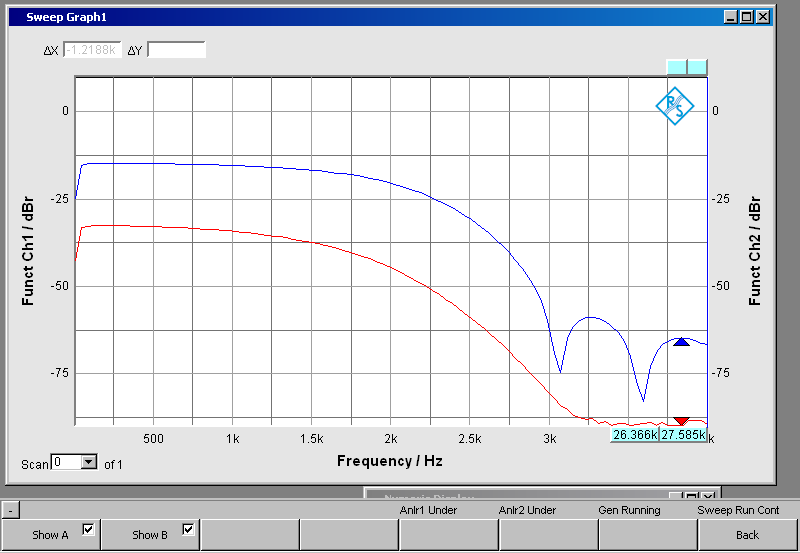 Sweep Graph1
ΔX -1.2188k ΔY
0 0
R
S
-25 -25
Funct Ch1 / dBr Funct Ch2 / dBr
-50 -50
-75 -75
500 1k 1.5k 2k 2.5k 3k 26.366k 27.585k k
Scan 0 of 1 Frequency / Hz
Numeric Display
- Anlr1 Under Anlr2 Under Gen Running Sweep Run Cont
Show A Show B Back